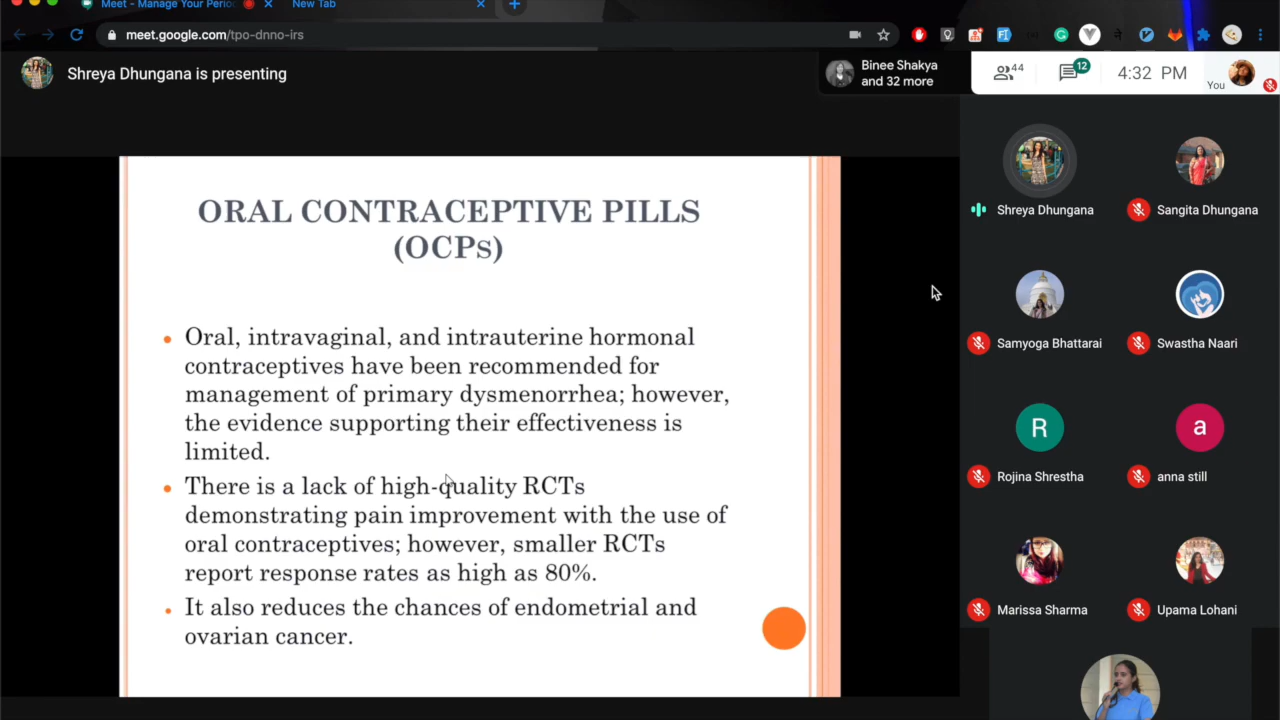 Meet - Manage Your Perio
New Tab
meet.google.com/tpo-dnno-irs
Shreya Dhungana is presenting
Binee Shakya
and 32 more
44
12
4:32 PM
You
ORAL CONTRACEPTIVE PILLS
(OCPs)
• Oral, intravaginal, and intrauterine hormonal
contraceptives have been recommended for
management of primary dysmenorrhea; however,
the evidence supporting their effectiveness is
limited.
• There is a lack of high-quality RCTs
demonstrating pain improvement with the use of
oral contraceptives; however, smaller RCTs
report response rates as high as 80%.
• It also reduces the chances of endometrial and
ovarian cancer.
Shreya Dhungana
Sangita Dhungana
Samyoga Bhattarai
Swastha Naari
R
a
Rojina Shrestha
anna still
Marissa Sharma
Upama Lohani